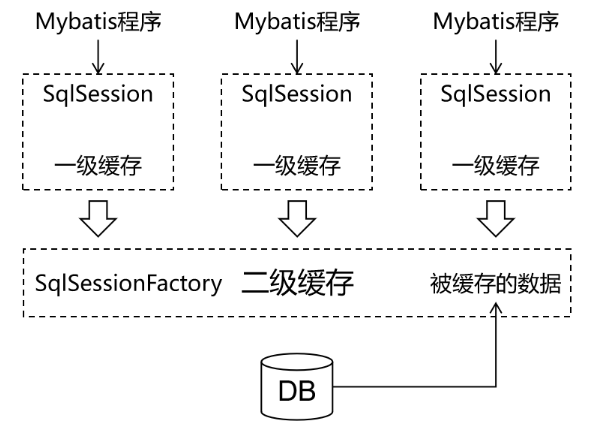 Mybatis程序 Mybatis程序 Mybatis程序
SqlSession SqlSession SqlSession
一级缓存 一级缓存 一级缓存
SqlSessionFactory 二级缓存 被缓存的数据
DB